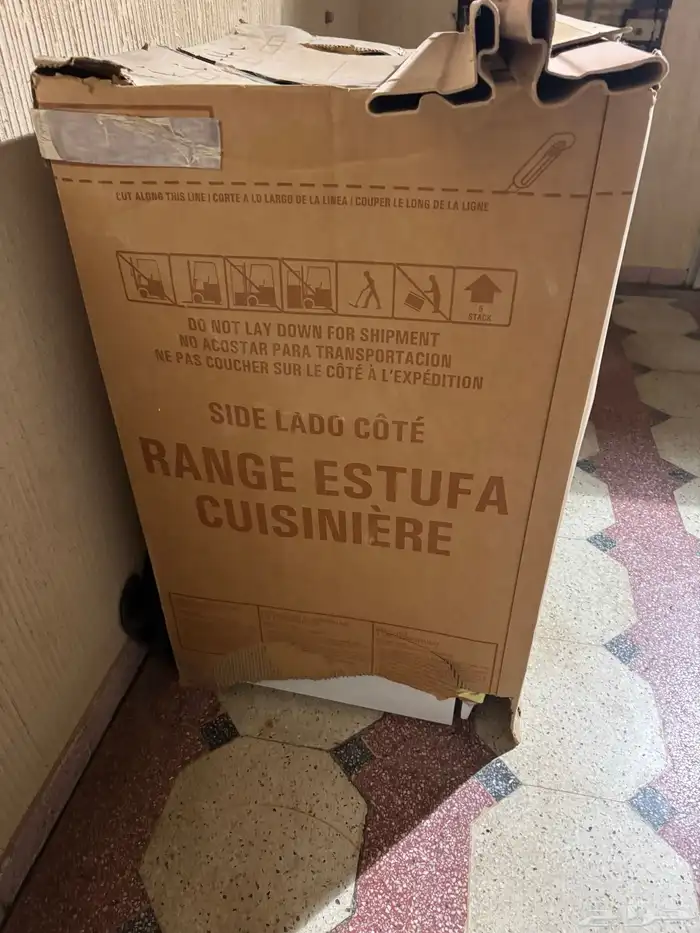 CUT ALONG THIS LINE | CORTE A LO LARGO DE LA LINEA | COUPER LE LONG DE LA LIGNE
6
STACK
DO NOT LAY DOWN FOR SHIPMENT
NO ACOSTAR PARA TRANSPORTACION
NE PAS COUCHER SUR LE CÔTÉ À L'EXPÉDITION
SIDE LADO CÔTÉ
RANGE ESTUFA
CUISINIÈRE